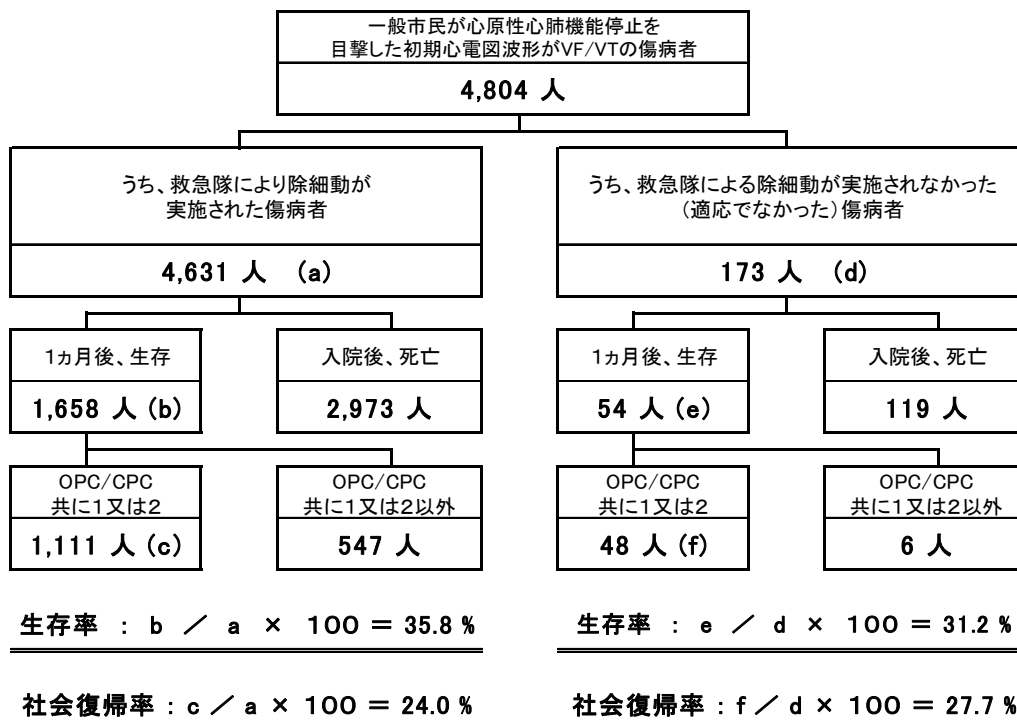 一般市民が心原性心肺機能停止を
目撃した初期心電図波形がVF/VTの傷病者
4,804 人
うち、救急隊により除細動が
実施された傷病者
4,631 人 (a)
うち、救急隊による除細動が実施されなかった
(適応でなかった)傷病者
173 人 (d)
1ヵ月後、生存
1,658 人 (b)
入院後、死亡
2,973 人
1ヵ月後、生存
54 人 (e)
入院後、死亡
119 人
OPC/CPC
共に1又は2
1,111 人 (c)
OPC/CPC
共に1又は2以外
547 人
OPC/CPC
共に1又は2
48 人 (f)
OPC/CPC
共に1又は2以外
6 人
生存率 : b / a × 100 = 35.8 %
生存率 : e / d × 100 = 31.2 %
社会復帰率 : c / a × 100 = 24.0 %
社会復帰率 : f / d × 100 = 27.7 %